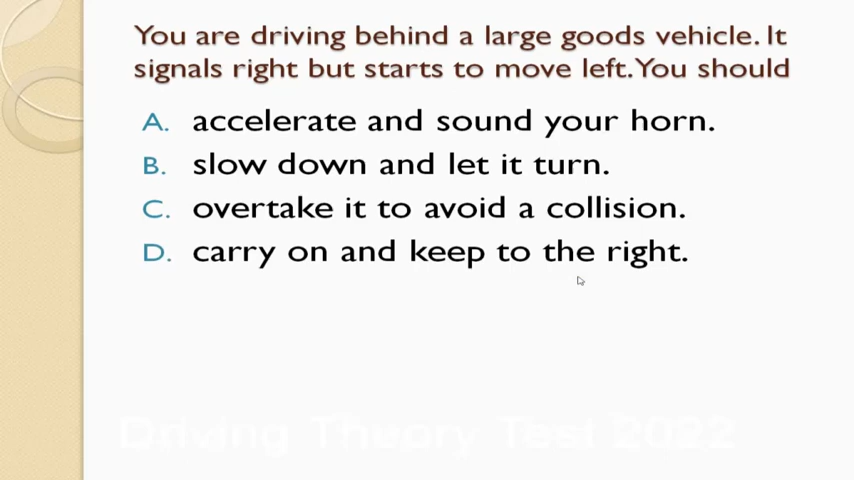 You are driving behind a large goods vehicle. It
signals right but starts to move left. You should
A. accelerate and sound your horn.
B. slow down and let it turn.
C. overtake it to avoid a collision.
D. carry on and keep to the right.
Driving Theory Test 2022